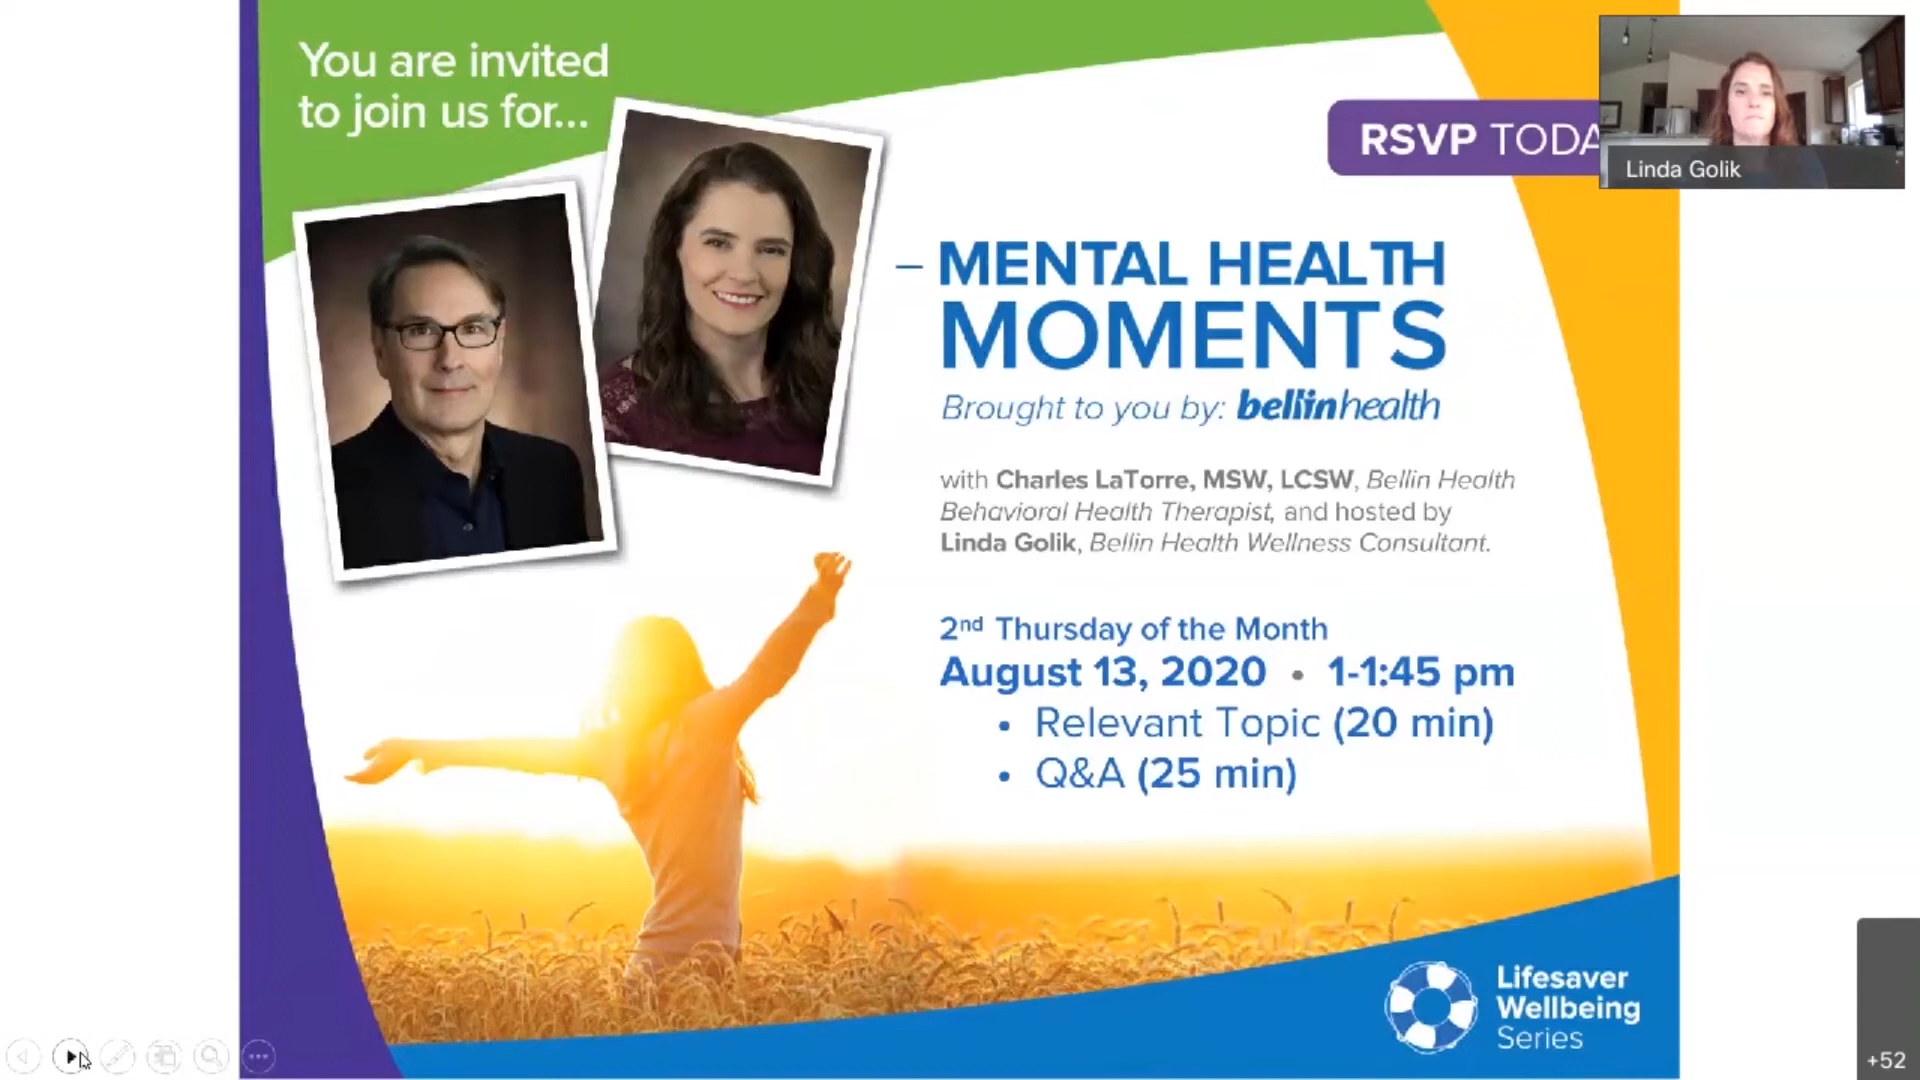 You are invited
to join us for...
RSVP TODA
Linda Golik
– MENTAL HEALTH
MOMENTS
Brought to you by: bellinhealth
with Charles LaTorre, MSW, LCSW, Bellin Health
Behavioral Health Therapist, and hosted by
Linda Golik, Bellin Health Wellness Consultant.
2nd Thursday of the Month
August 13, 2020 • 1-1:45 pm
• Relevant Topic (20 min)
• Q&A (25 min)
Lifesaver
Wellbeing
Series
+52